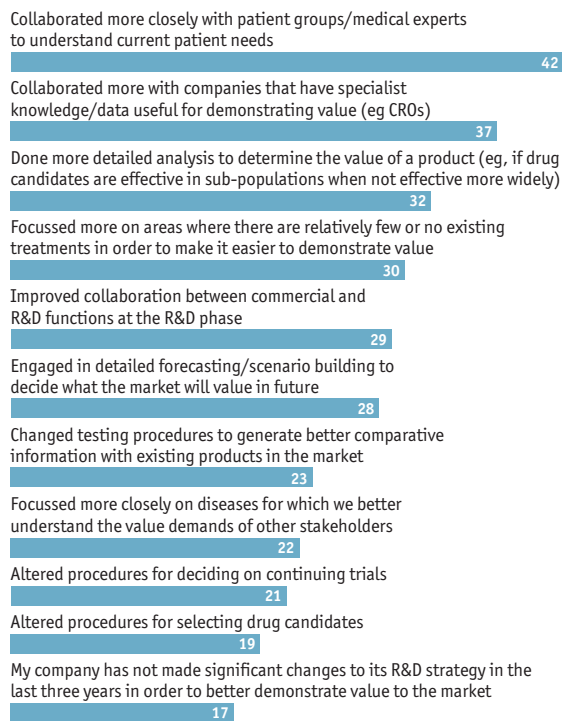 Collaborated more closely with patient groups/medical experts
to understand current patient needs
42
Collaborated more with companies that have specialist
knowledge/data useful for demonstrating value (eg CROs)
37
Done more detailed analysis to determine the value of a product (eg, if drug
candidates are effective in sub-populations when not effective more widely)
32
Focussed more on areas where there are relatively few or no existing
treatments in order to make it easier to demonstrate value
30
Improved collaboration between commercial and
R&D functions at the R&D phase
29
Engaged in detailed forecasting/scenario building to
decide what the market will value in future
28
Changed testing procedures to generate better comparative
information with existing products in the market
23
Focussed more closely on diseases for which we better
understand the value demands of other stakeholders
22
Altered procedures for deciding on continuing trials
21
Altered procedures for selecting drug candidates
19
My company has not made significant changes to its R&D strategy in the
last three years in order to better demonstrate value to the market
17